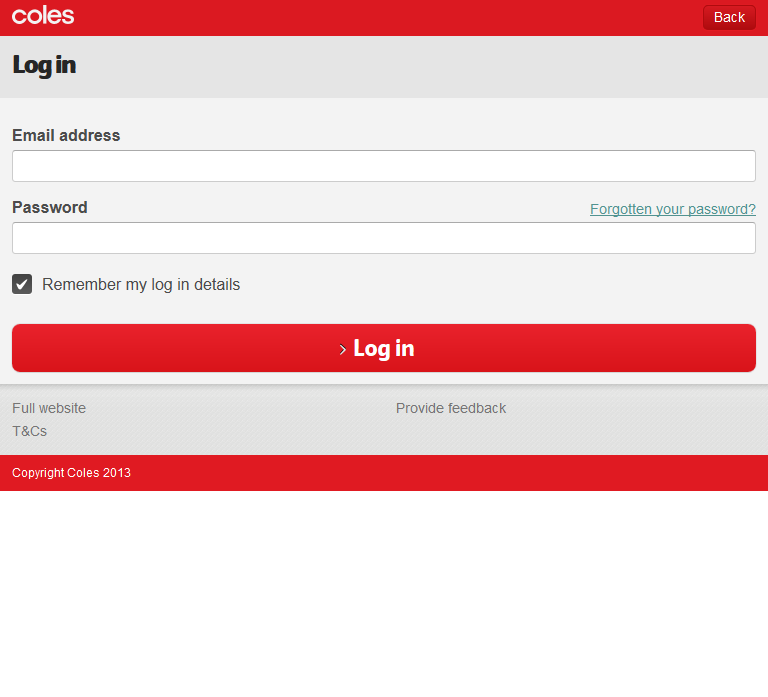 coles
Back
Log in
Email address
Password
Forgotten your password?
Remember my log in details
› Log in
Full website
Provide feedback
T&Cs
Copyright Coles 2013